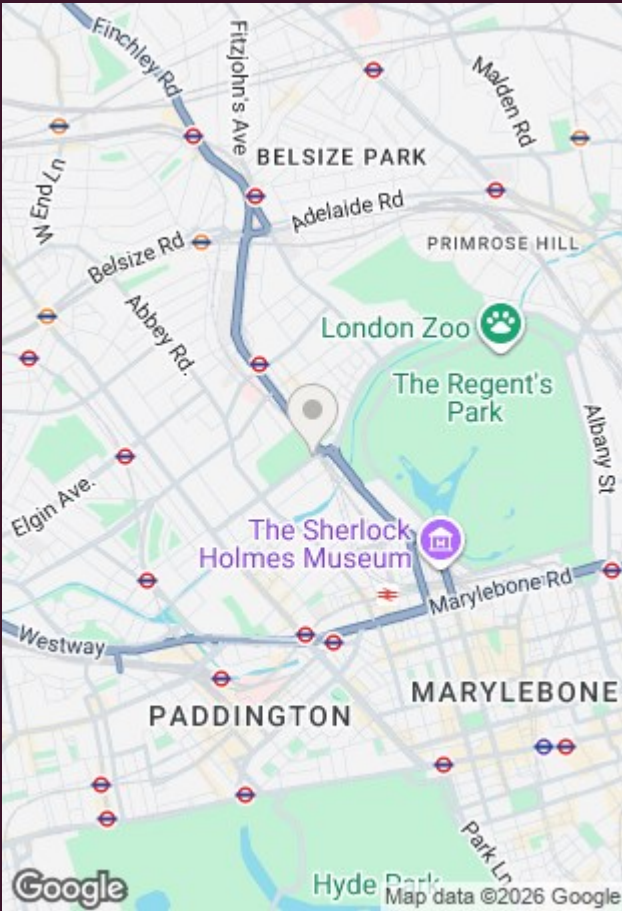 Finchley Rd
Fitzjohn's Ave
Malden Rd
BELSIZE PARK
W End Ln
Adelaide Rd
PRIMROSE HILL
Belsize Rd
Abbey Rd.
London Zoo
The Regent's
Park
Albany St
Elgin Ave.
The Sherlock
Holmes Museum
Marylebone Rd
Westway
MARYLEBONE
PADDINGTON
Park Ln
Hyde Park
Google
Map data ©2026 Google